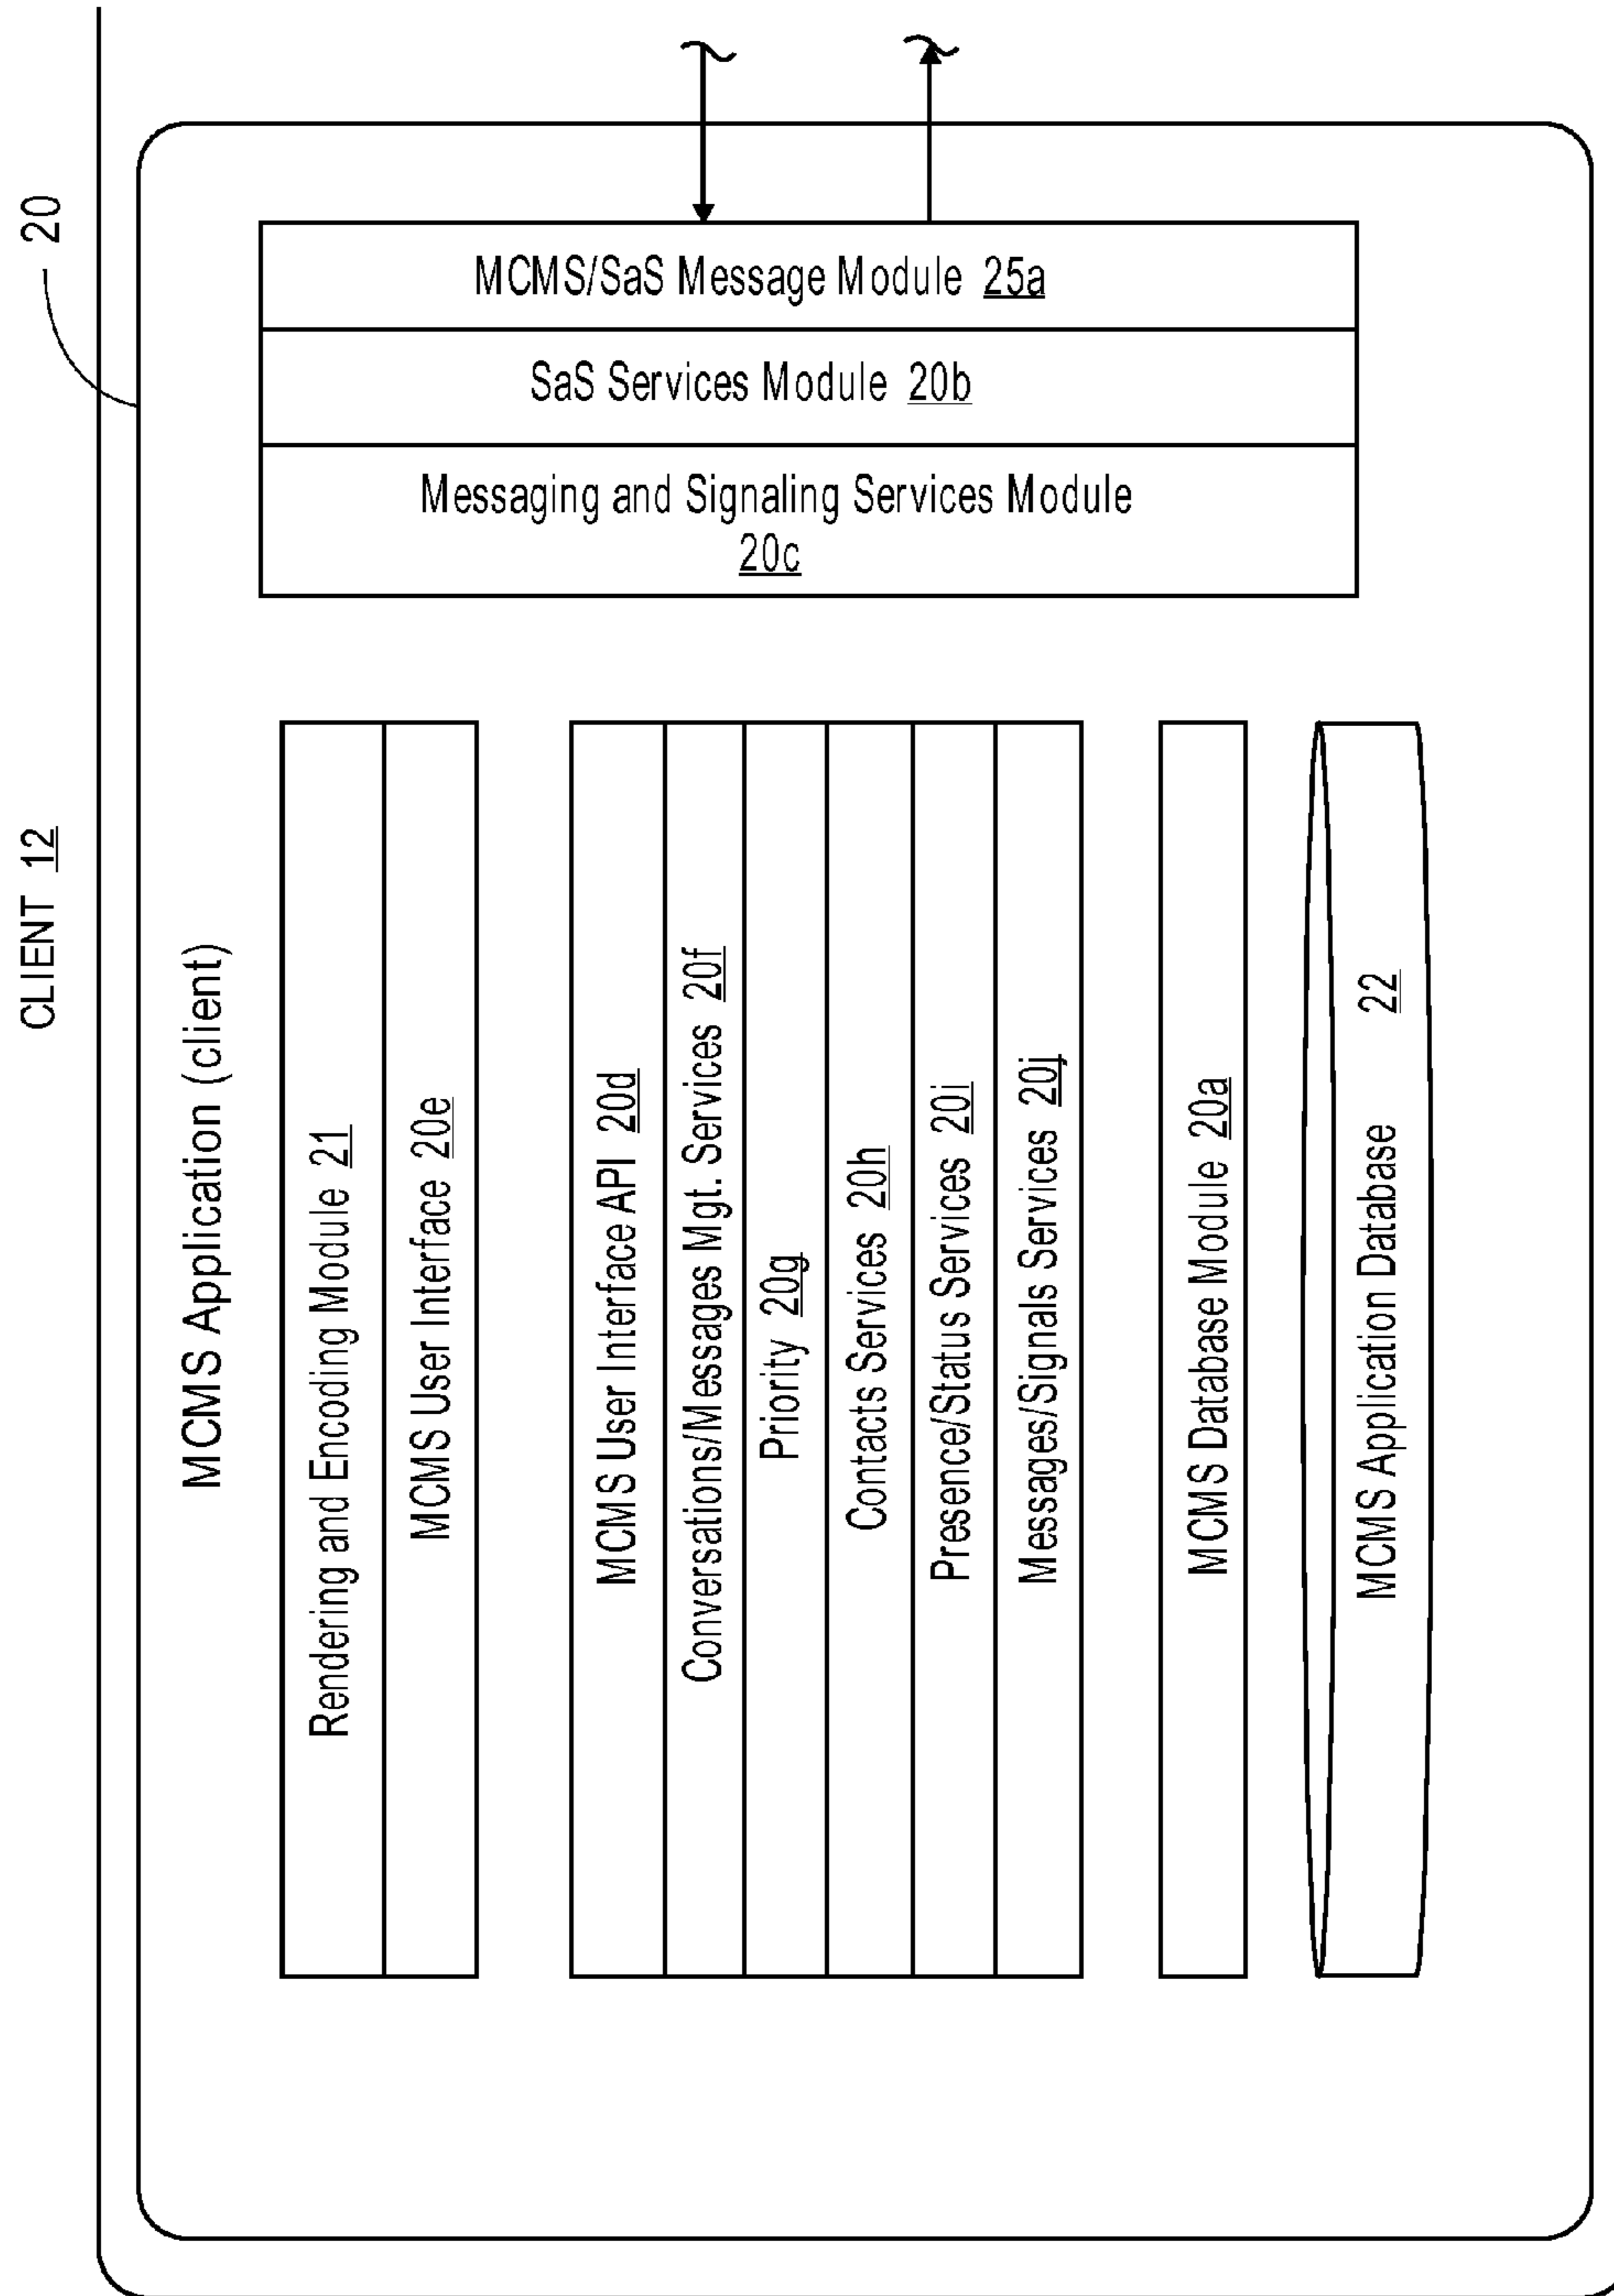 CLIENT 12
20
MCMS Application (client)
Rendering and Encoding Module 21
MCMS User Interface 20e
MCMS User Interface API 20d
Conversations/Messages Mgt. Services 20f
Priority 20g
Contacts Services 20h
Presence/Status Services 20i
Messages/Signals Services 20j
MCMS Database Module 20a
MCMS Application Database 22
MCMS/SaS Message Module 25a
SaS Services Module 20b
Messaging and Signaling Services Module
20c